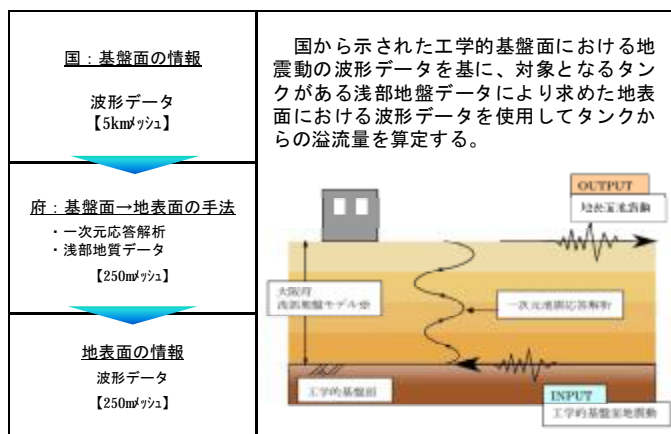 国：基盤面の情報
波形データ
【5kmメッシュ】
府：基盤面→地表面の手法
・一次元応答解析
・浅部地質データ
【250mメッシュ】
地表面の情報
波形データ
【250mメッシュ】
国から示された工学的基盤面における地
震動の波形データを基に、対象となるタン
クがある浅部地盤データにより求めた地表
面における波形データを使用してタンクか
らの溢流量を算定する。
OUTPUT
地表面地震動
大阪府
浅部地盤モデル
一次元地震応答解析
工学的基盤面
INPUT
工学的基盤面地震動